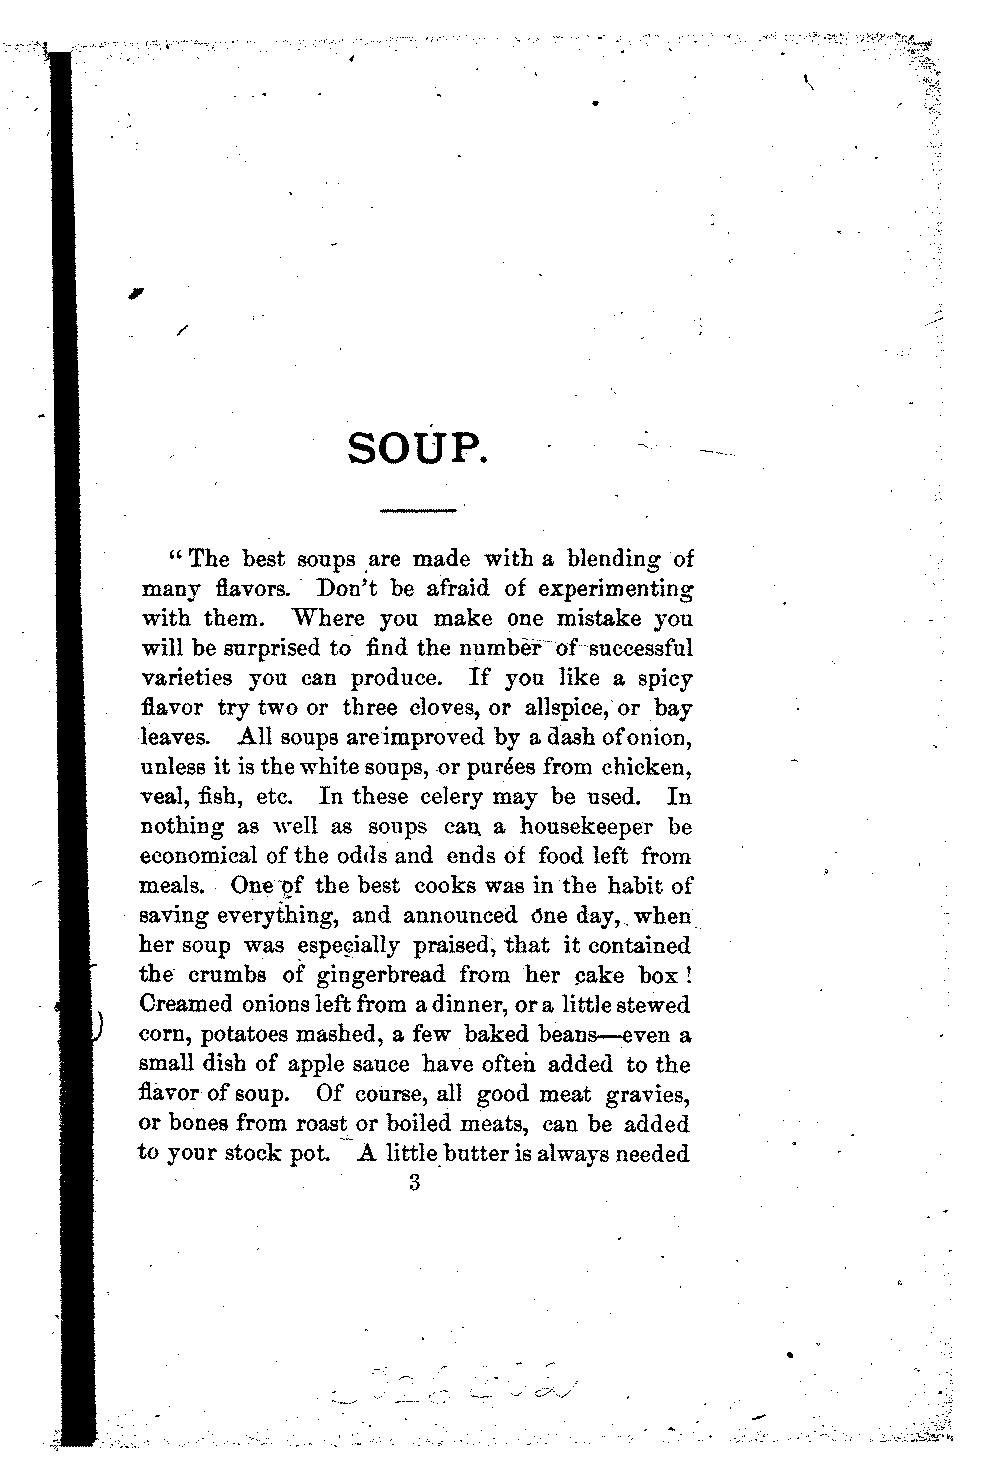 SOUP.
“The best soups are made with a blending of
many flavors. Don't be afraid of experimenting
with them. Where you make one mistake you
will be surprised to find the number of successful
varieties you can produce. If you like a spicy
flavor try two or three cloves, or allspice, or bay
leaves. All soups are improved by a dash of onion,
unless it is the white soups, or purées from chicken,
veal, fish, etc. In these celery may be used. In
nothing as well as soups can a housekeeper be
economical of the odds and ends of food left from
meals. One of the best cooks was in the habit of
saving everything, and announced one day, when
her soup was especially praised, that it contained
the crumbs of gingerbread from her cake box!
Creamed onions left from a dinner, or a little stewed
corn, potatoes mashed, a few baked beans—even a
small dish of apple sauce have often added to the
flavor of soup. Of course, all good meat gravies,
or bones from roast or boiled meats, can be added
to your stock pot. A little butter is always needed
3